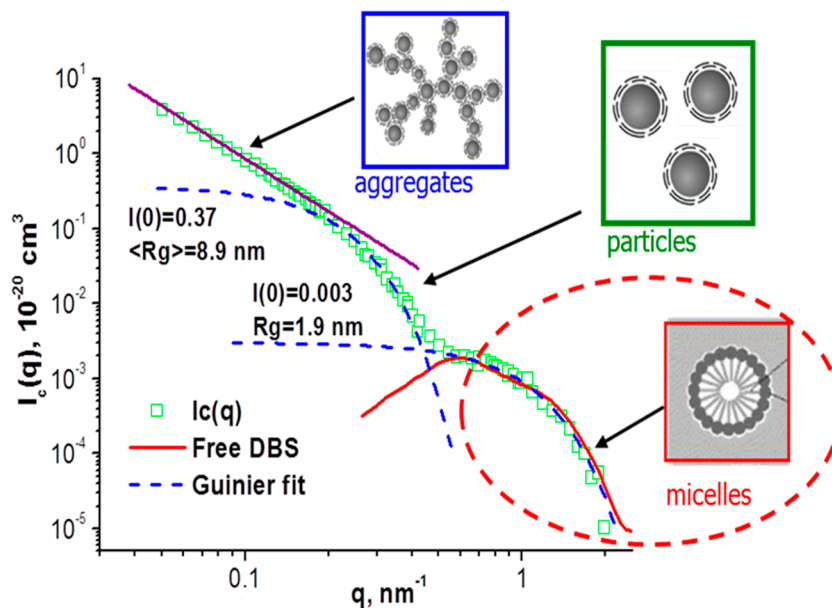 aggregates
particles
micelles
I(0)=0.37
<Rg>=8.9 nm
I(0)=0.003
Rg=1.9 nm
Ic(q)
Free DBS
Guinier fit
I_c(q), 10^-20 cm^3
10^1
10^0
10^-1
10^-2
10^-3
10^-4
10^-5
0.1
1
q, nm^-1